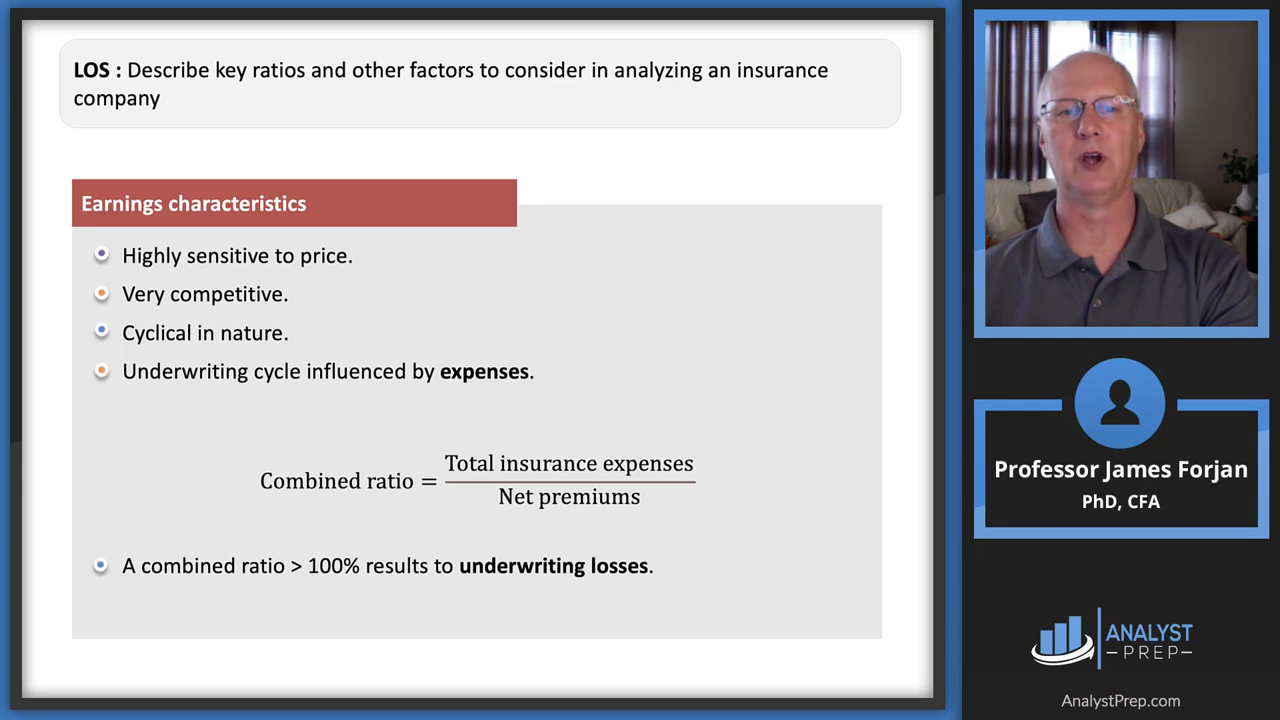 LOS : Describe key ratios and other factors to consider in analyzing an insurance
company
Earnings characteristics
Highly sensitive to price.
Very competitive.
Cyclical in nature.
Underwriting cycle influenced by expenses.
Combined ratio = Total insurance expenses
Net premiums
A combined ratio > 100% results to underwriting losses.
Professor James Forjan
PhD, CFA
ANALYST
PREP
AnalystPrep.com